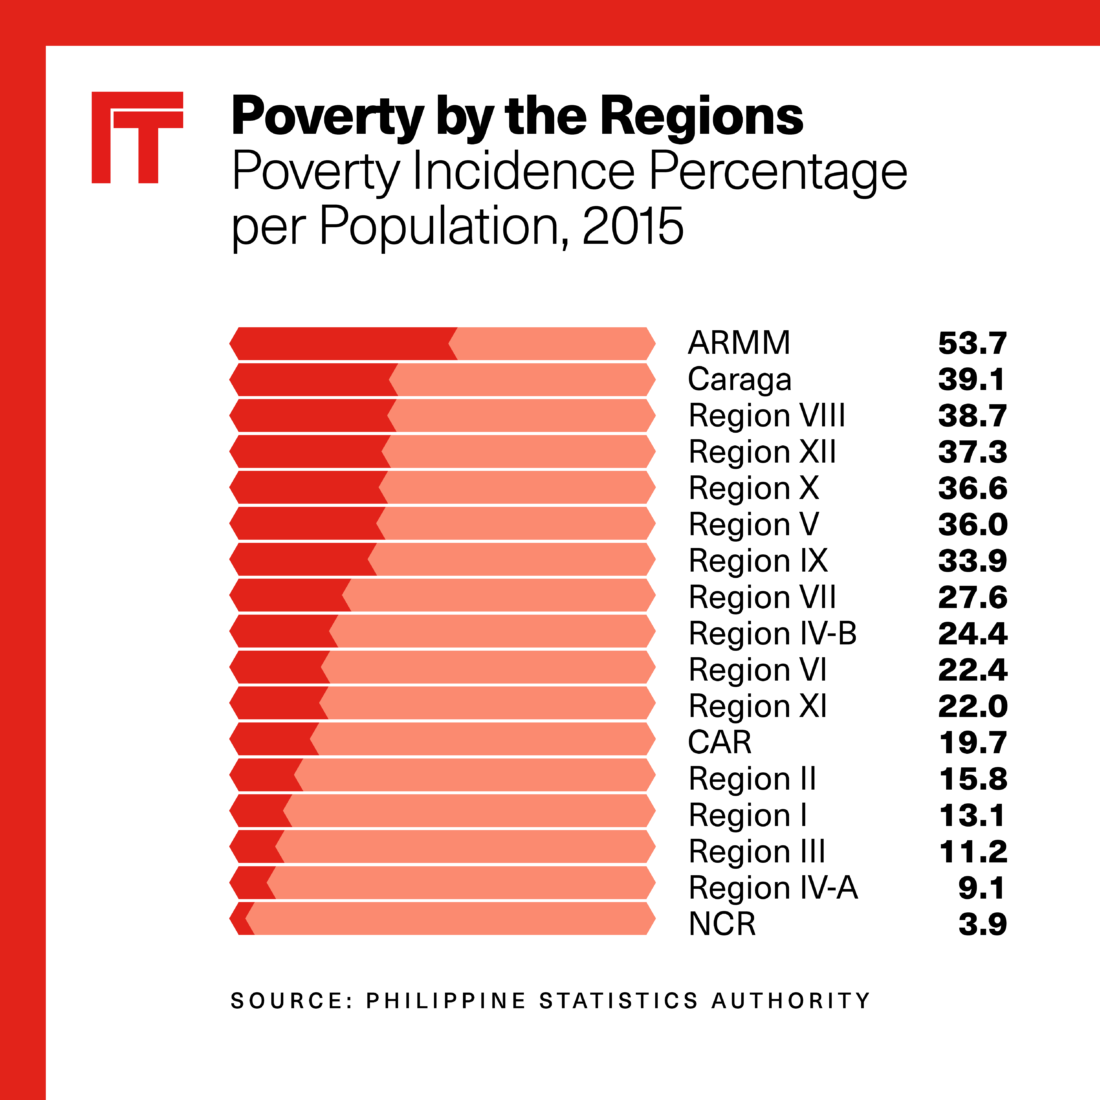 IT
Poverty by the Regions
Poverty Incidence Percentage
per Population, 2015
ARMM 53.7
Caraga 39.1
Region VIII 38.7
Region XII 37.3
Region X 36.6
Region V 36.0
Region IX 33.9
Region VII 27.6
Region IV-B 24.4
Region VI 22.4
Region XI 22.0
CAR 19.7
Region II 15.8
Region I 13.1
Region III 11.2
Region IV-A 9.1
NCR 3.9
SOURCE: PHILIPPINE STATISTICS AUTHORITY